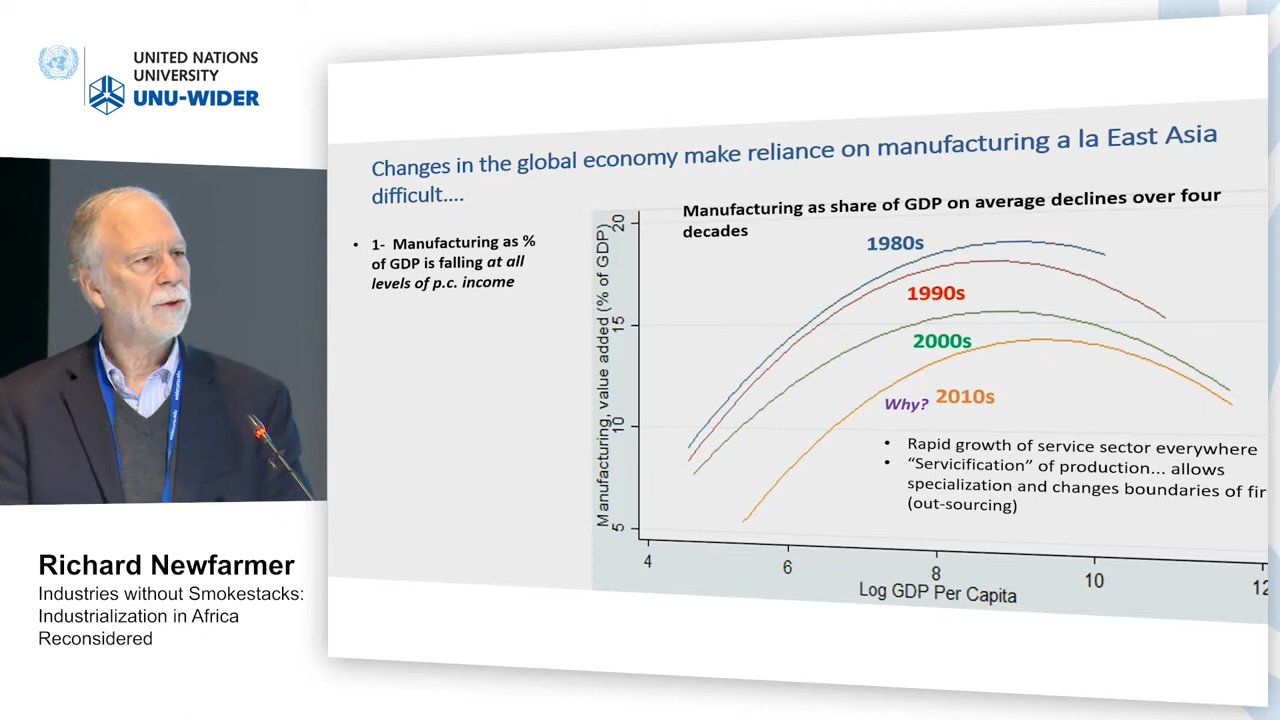 UNITED NATIONS
UNIVERSITY
UNU-WIDER
Changes in the global economy make reliance on manufacturing a la East Asia
difficult....
• 1- Manufacturing as %
of GDP is falling at all
levels of p.c. income
Manufacturing as share of GDP on average declines over four
decades
Manufacturing, value added (% of GDP)
20
15
10
5
1980s
1990s
2000s
2010s
Why?
• Rapid growth of service sector everywhere
• “Servicification” of production... allows
specialization and changes boundaries of fir
(out-sourcing)
4
6
8
10
12
Log GDP Per Capita
Richard Newfarmer
Industries without Smokestacks:
Industrialization in Africa
Reconsidered